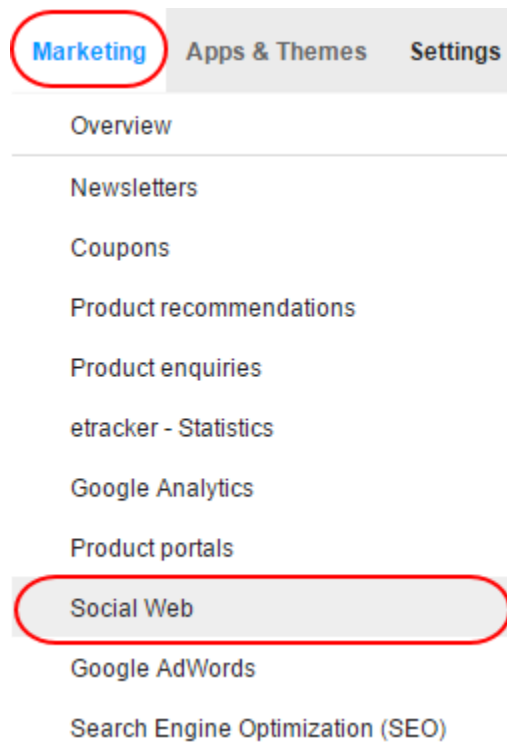 Marketing Apps & Themes Settings
Overview
Newsletters
Coupons
Product recommendations
Product enquiries
etracker - Statistics
Google Analytics
Product portals
Social Web
Google AdWords
Search Engine Optimization (SEO)